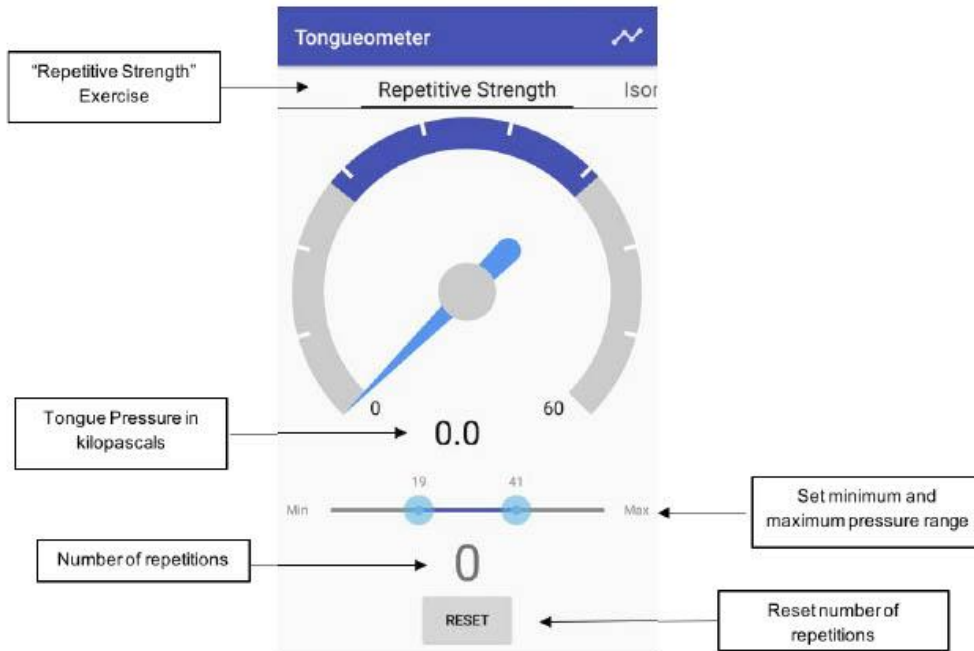 Tongueometer
"Repetitive Strength"
Exercise
Repetitive Strength
Isor
0
60
Tongue Pressure in
kilopascals
0.0
19
41
Min
Max
Set minimum and
maximum pressure range
Number of repetitions
0
RESET
Reset number of
repetitions